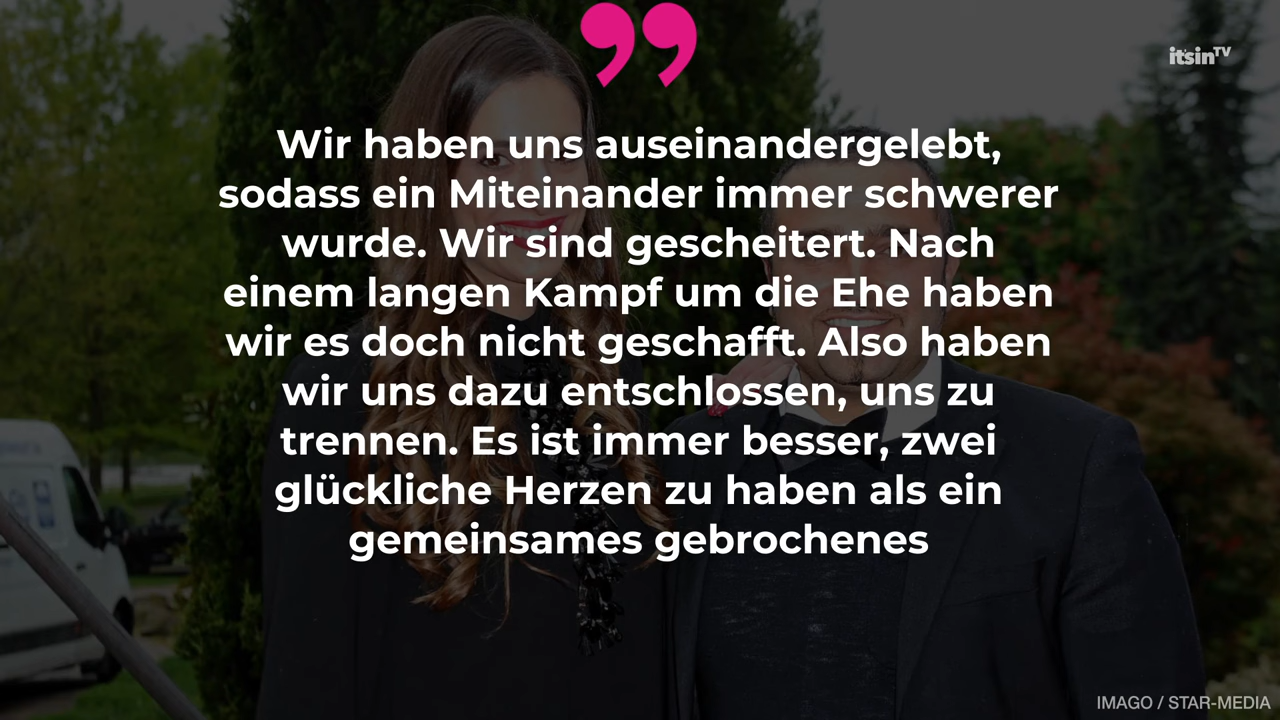 itsinTV
Wir haben uns auseinandergelebt,
sodass ein Miteinander immer schwerer
wurde. Wir sind gescheitert. Nach
einem langen Kampf um die Ehe haben
wir es doch nicht geschafft. Also haben
wir uns dazu entschlossen, uns zu
trennen. Es ist immer besser, zwei
glückliche Herzen zu haben als ein
gemeinsames gebrochenes
IMAGO / STAR-MEDIA